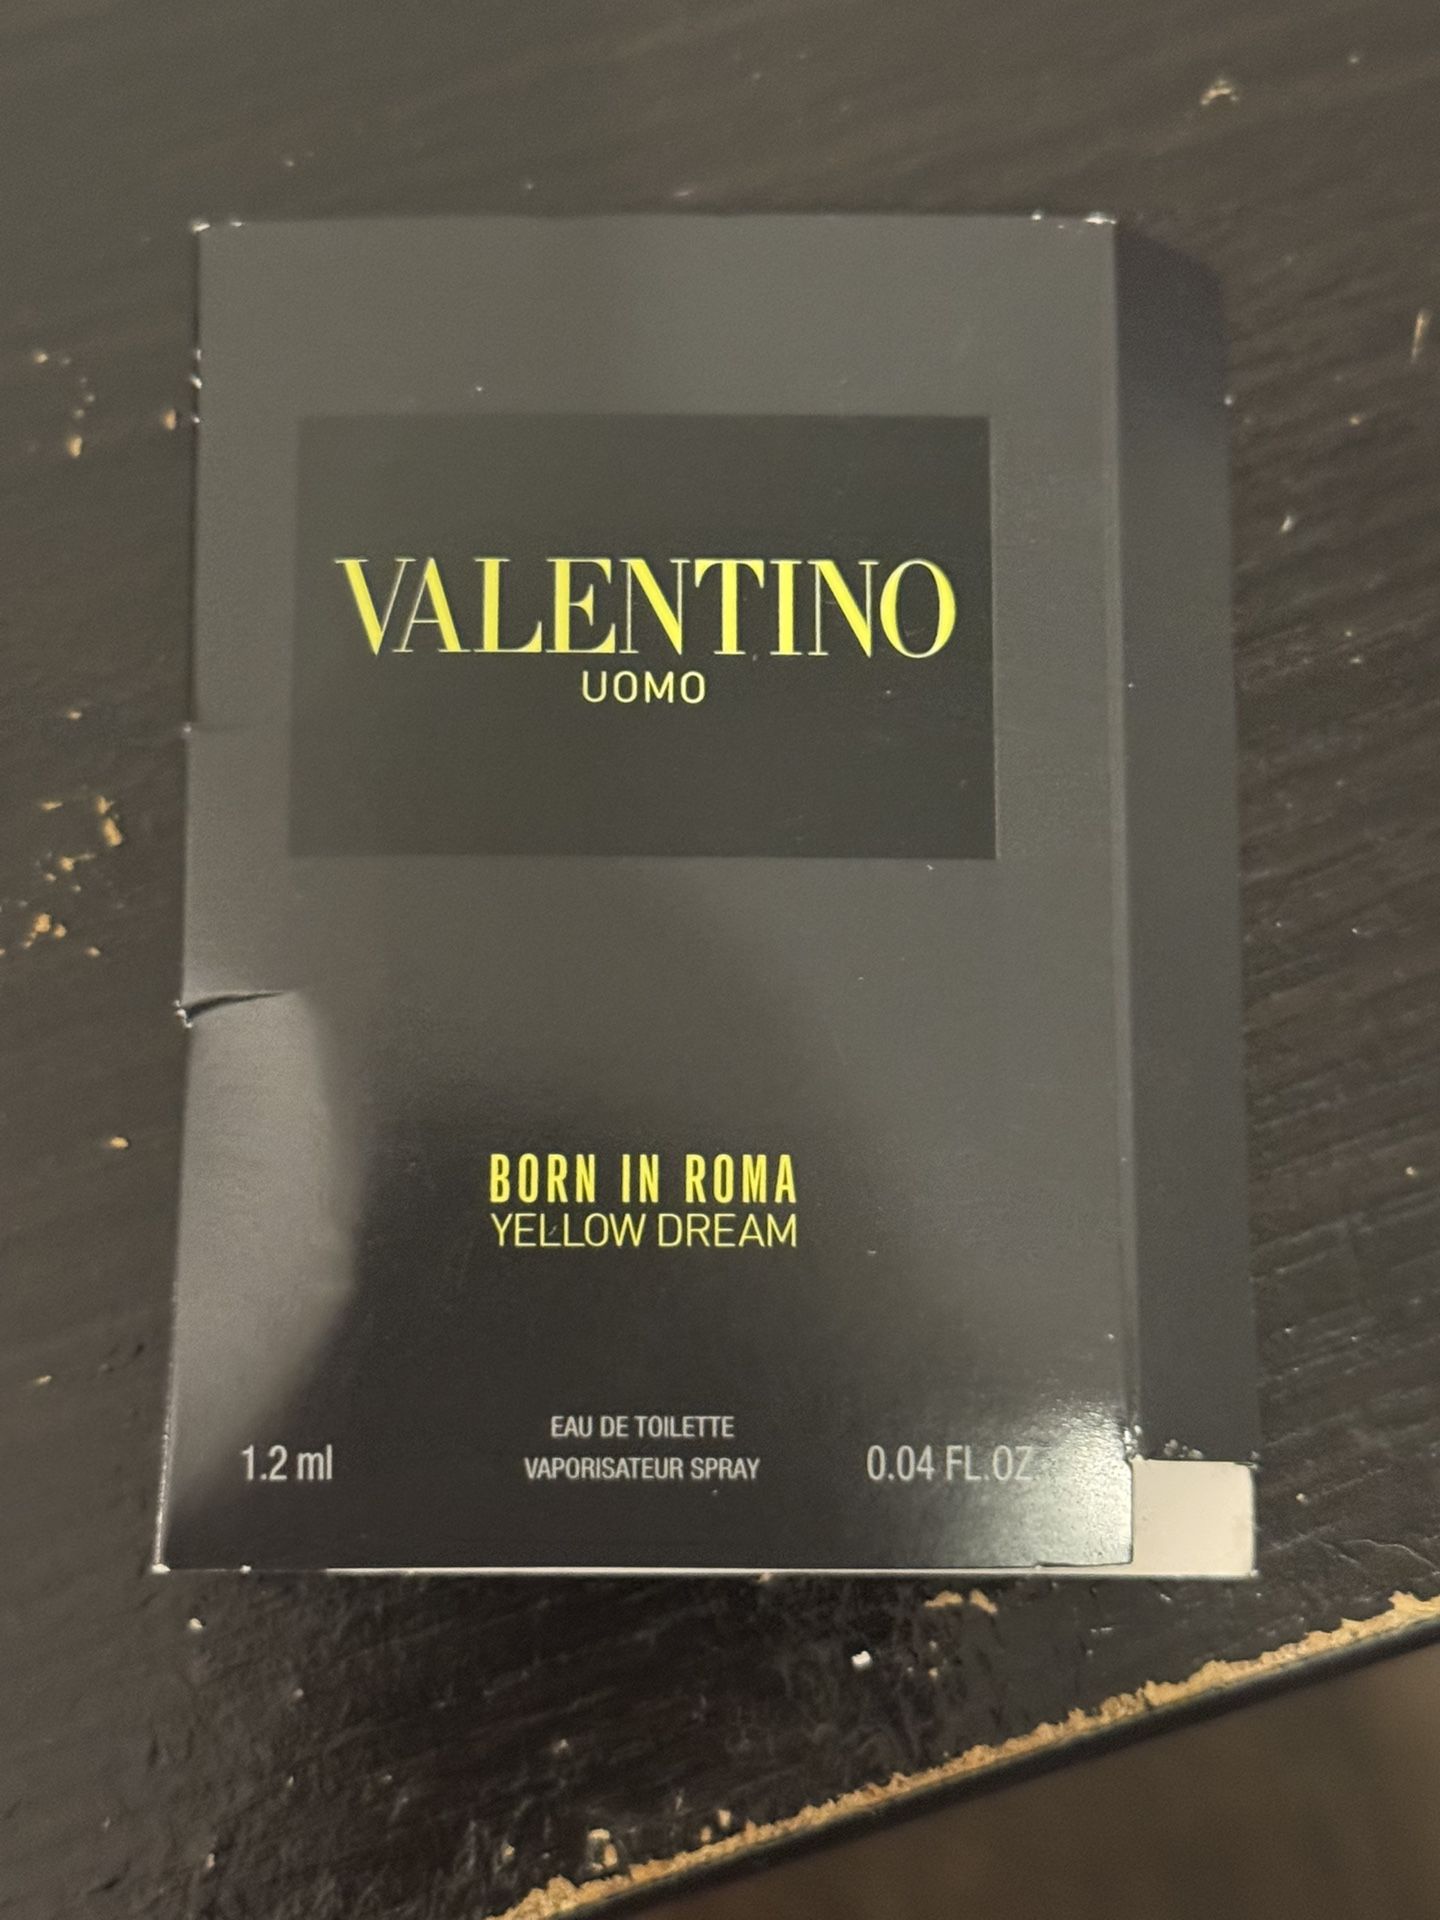 VALENTINO
UOMO
BORN IN ROMA
YELLOW DREAM
EAU DE TOILETTE
1.2 ml VAPORISATEUR SPRAY 0.04 FL.OZ